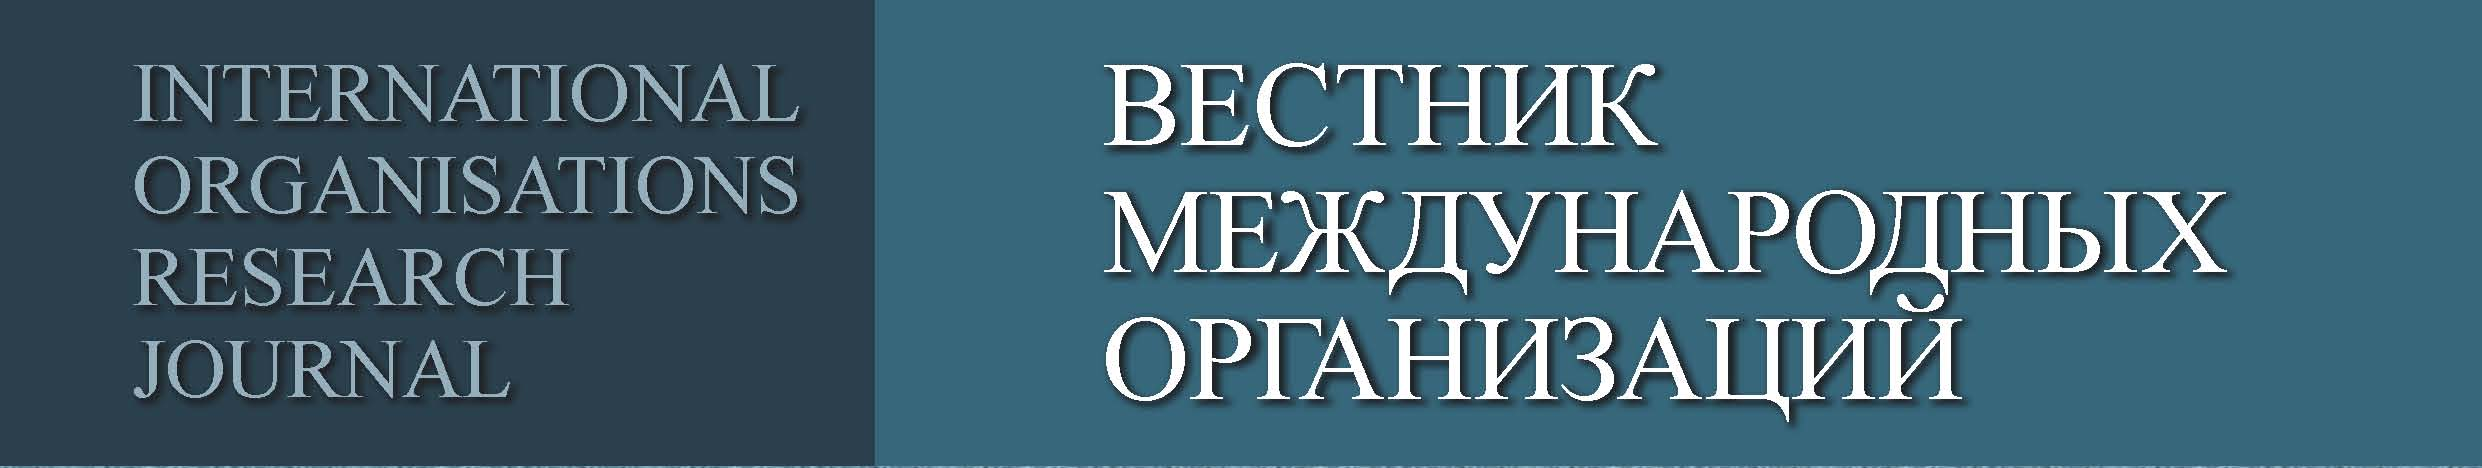 INTERNATIONAL
ORGANISATIONS
RESEARCH
JOURNAL
ВЕСТНИК
МЕЖДУНАРОДНЫХ
ОРГАНИЗАЦИЙ